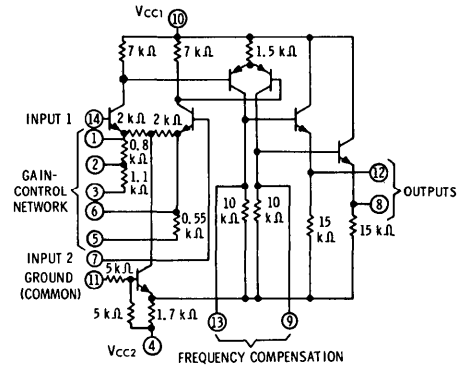 VCC1 10
7 kΩ 7 kΩ 1.5 kΩ
INPUT 1 14 2 kΩ 2 kΩ
1
0.8 kΩ
2
1.1 kΩ
3
GAIN-CONTROL NETWORK
6
0.55 kΩ
5
10 kΩ 10 kΩ
12
OUTPUTS
8
15 kΩ 15 kΩ
INPUT 2 7
GROUND (COMMON) 11
5 kΩ
5 kΩ 1.7 kΩ
13 9
VCC2 4
FREQUENCY COMPENSATION